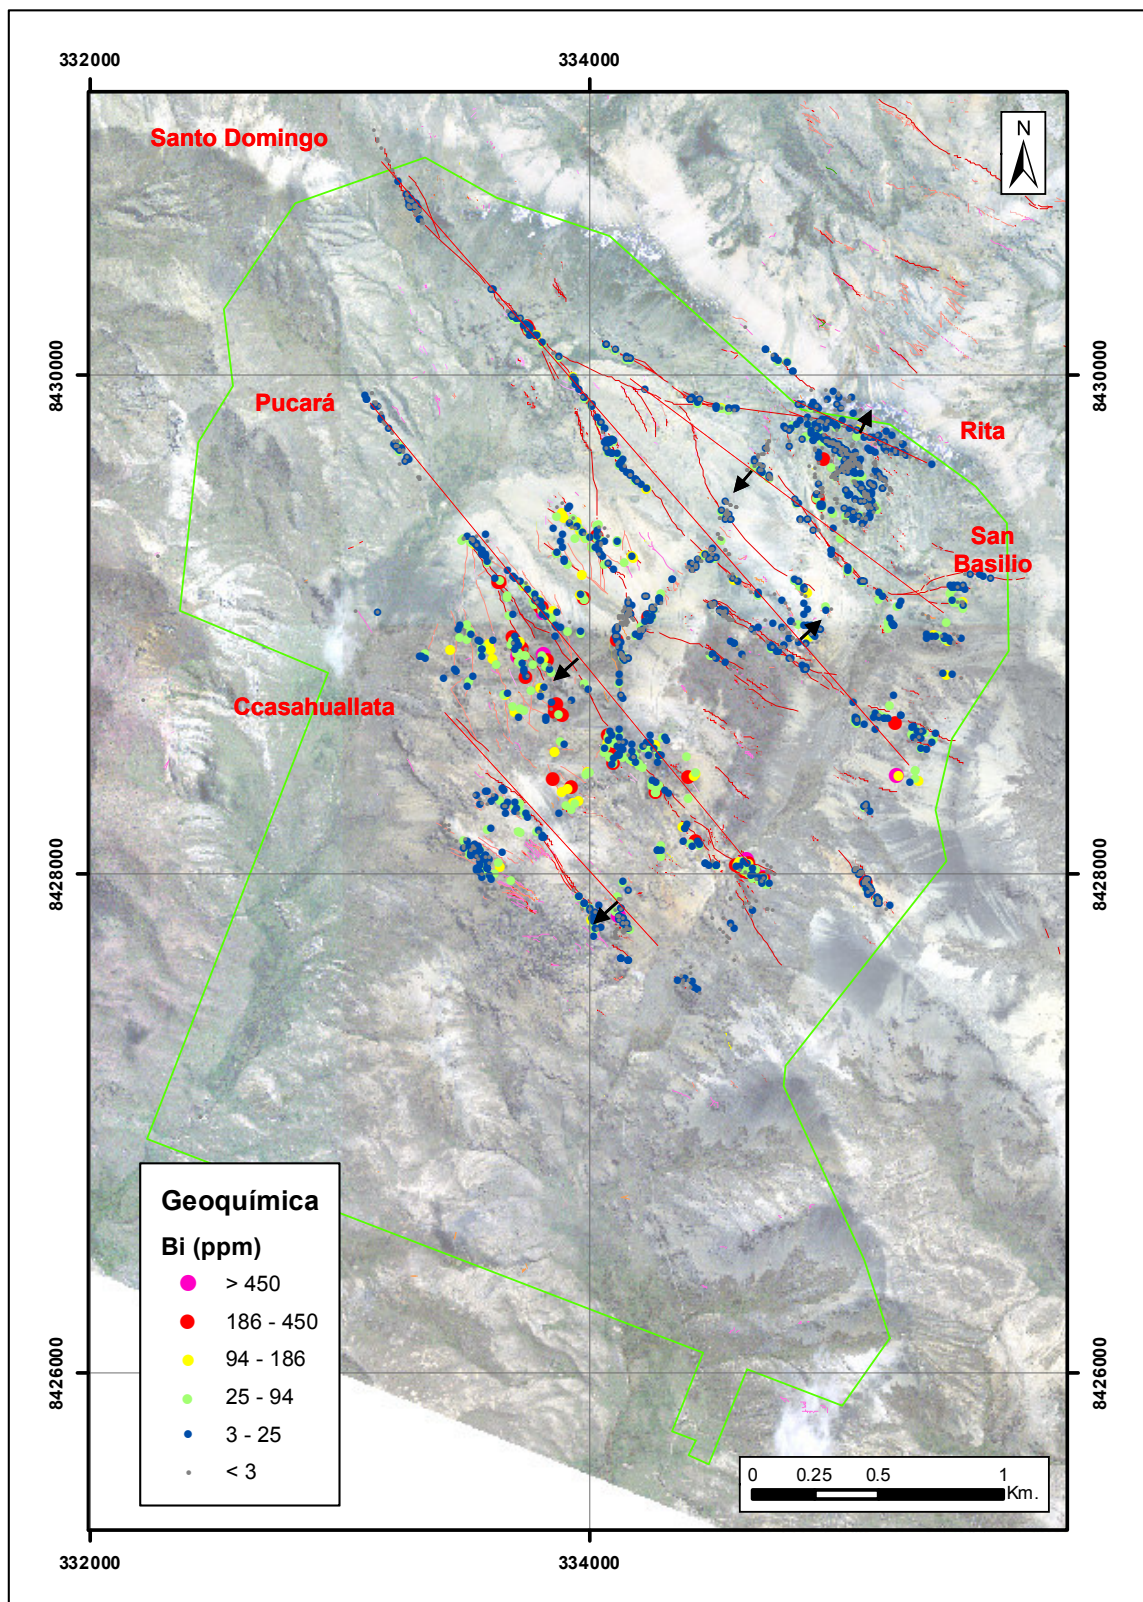 332000
334000
Santo Domingo
N
8430000
8430000
Pucará
Rita
San
Basilio
Ccasahuallata
8428000
8428000
Geoquímica
Bi (ppm)
> 450
186 - 450
94 - 186
25 - 94
3 - 25
< 3
8426000
8426000
0 0.25 0.5 1
Km.
332000
334000